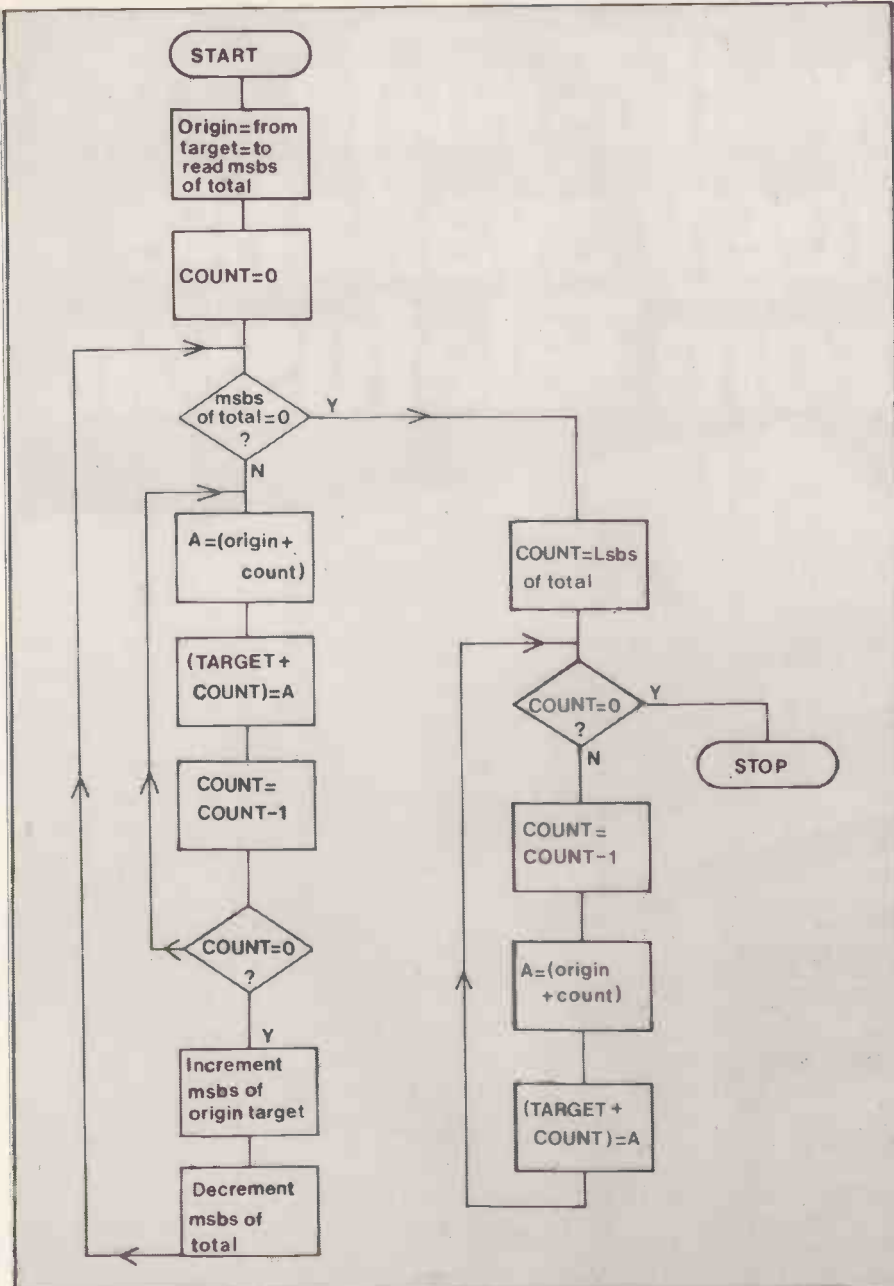 START
Origin=from
target=to
read msbs
of total
COUNT=0
msbs
of total=0
?
Y
N
A=(origin+
count)
(TARGET+
COUNT)=A
COUNT=
COUNT-1
COUNT=0
?
Y
Increment
msbs of
origin target
Decrement
msbs of
total
COUNT=Lsbs
of total
COUNT=0
?
Y
N
STOP
COUNT=
COUNT-1
A=(origin
+count)
(TARGET+
COUNT)=A